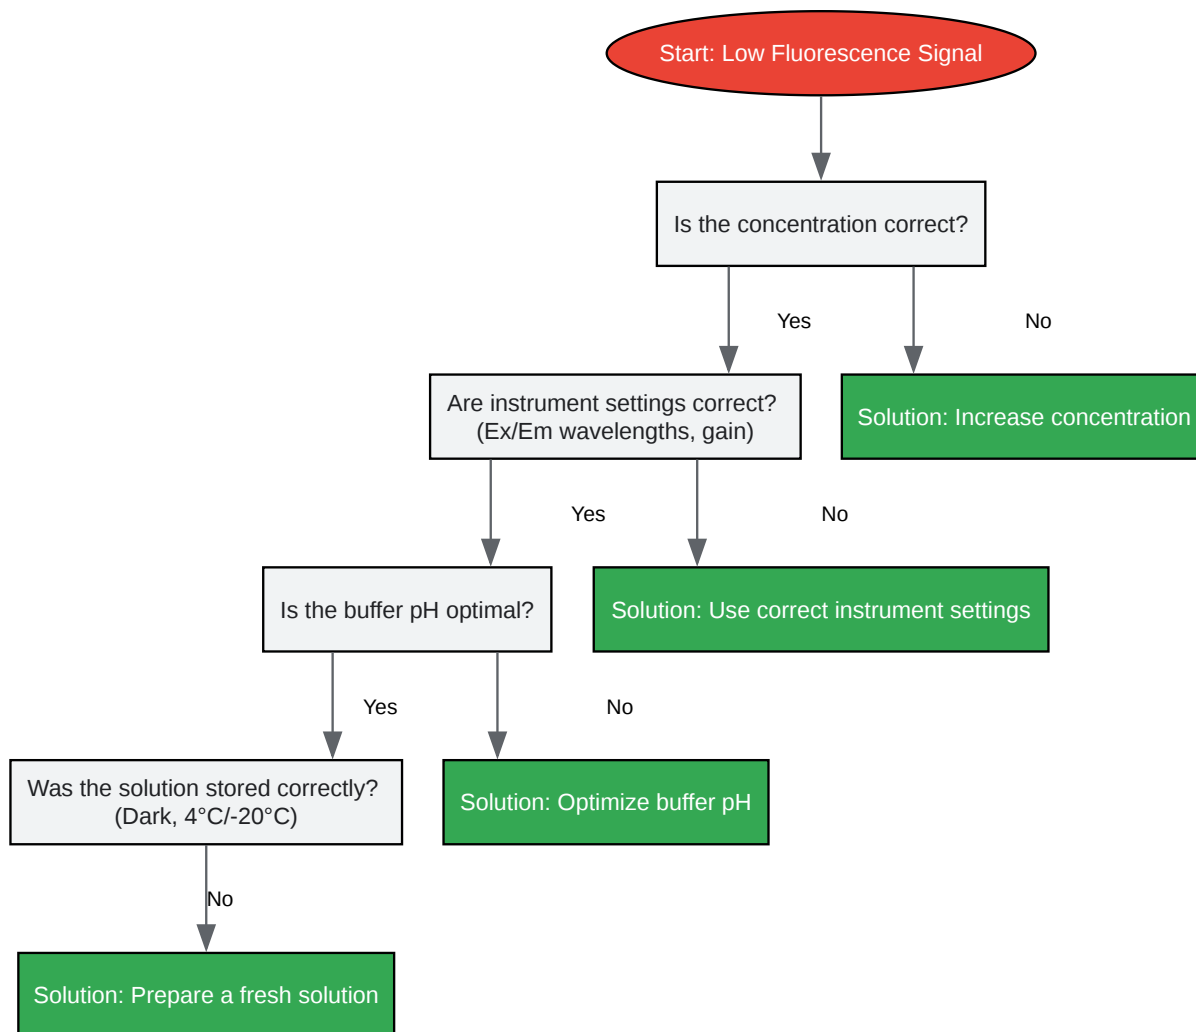 Start: Low Fluorescence Signal
Is the concentration correct?
Yes
No
Are instrument settings correct?
(Ex/Em wavelengths, gain)
Solution: Increase concentration
Yes
No
Is the buffer pH optimal?
Solution: Use correct instrument settings
Yes
No
Was the solution stored correctly?
(Dark, 4°C/-20°C)
Solution: Optimize buffer pH
No
Solution: Prepare a fresh solution